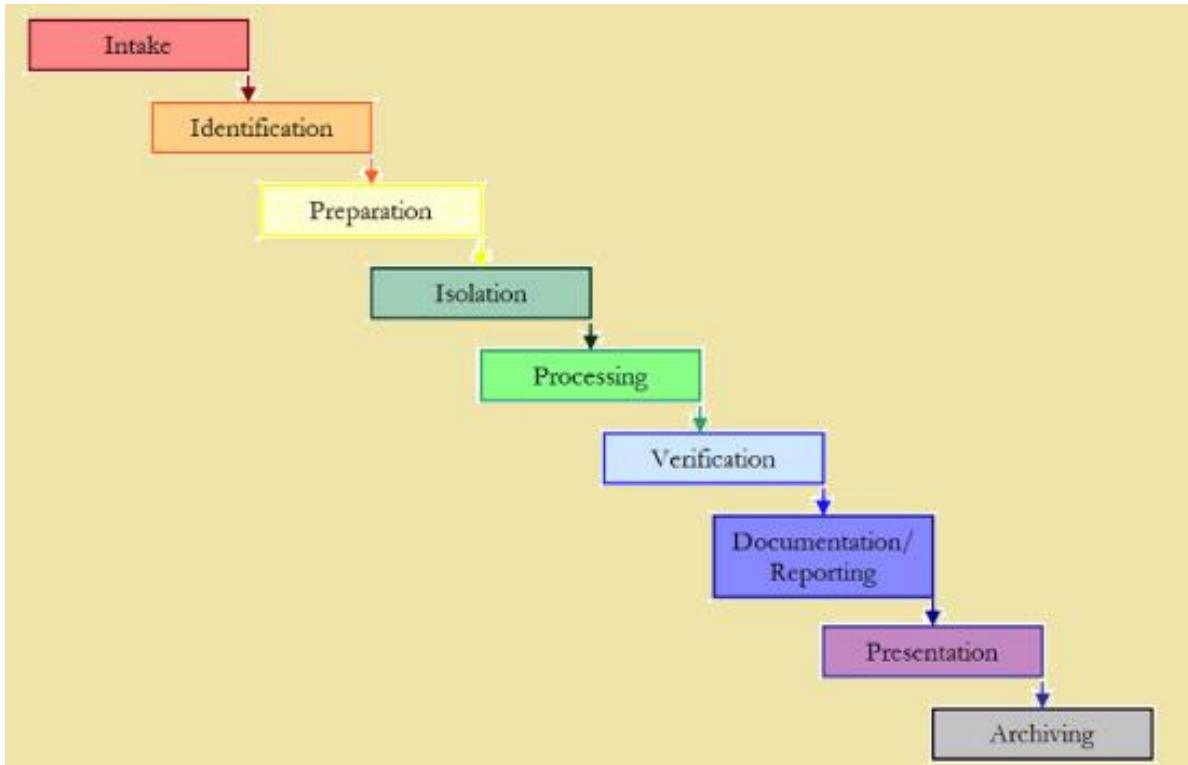 Intake
Identification
Preparation
Isolation
Processing
Verification
Documentation/
Reporting
Presentation
Archiving